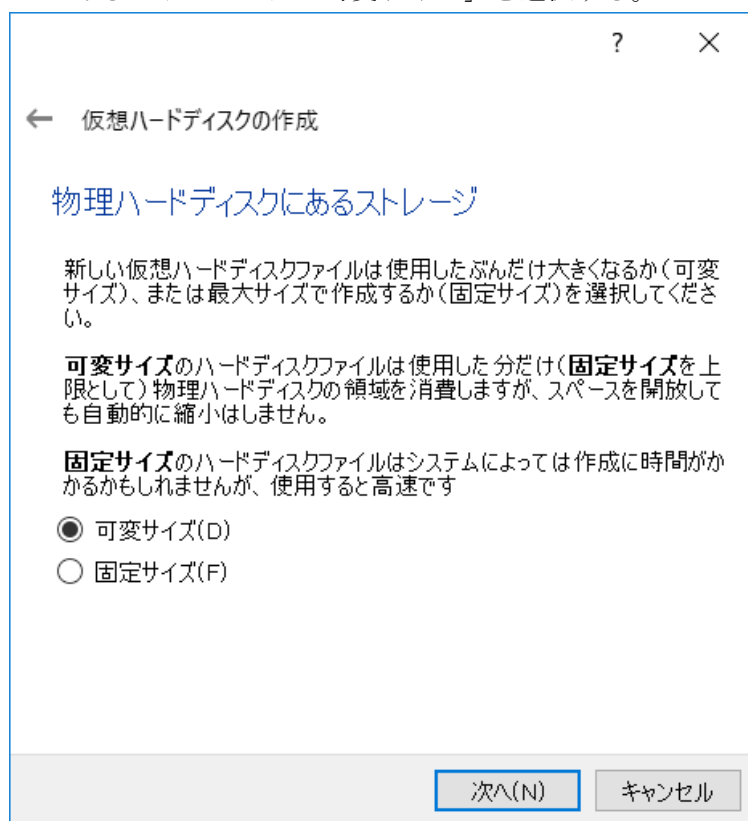 ?
仮想ハードディスクの作成
物理ハードディスクにあるストレージ
新しい仮想ハードディスクファイルは使用したぶんだけ大きくなるか(可変
サイズ)、または最大サイズで作成するか(固定サイズ)を選択してくださ
い。
可変サイズのハードディスクファイルは使用した分だけ(固定サイズを上
限として)物理ハードディスクの領域を消費しますが、スペースを開放して
も自動的に縮小はしません。
固定サイズのハードディスクファイルはシステムによっては作成に時間がか
かるかもしれませんが、使用すると高速です
可変サイズ(D)
固定サイズ(F)
次へ(N)
キャンセル